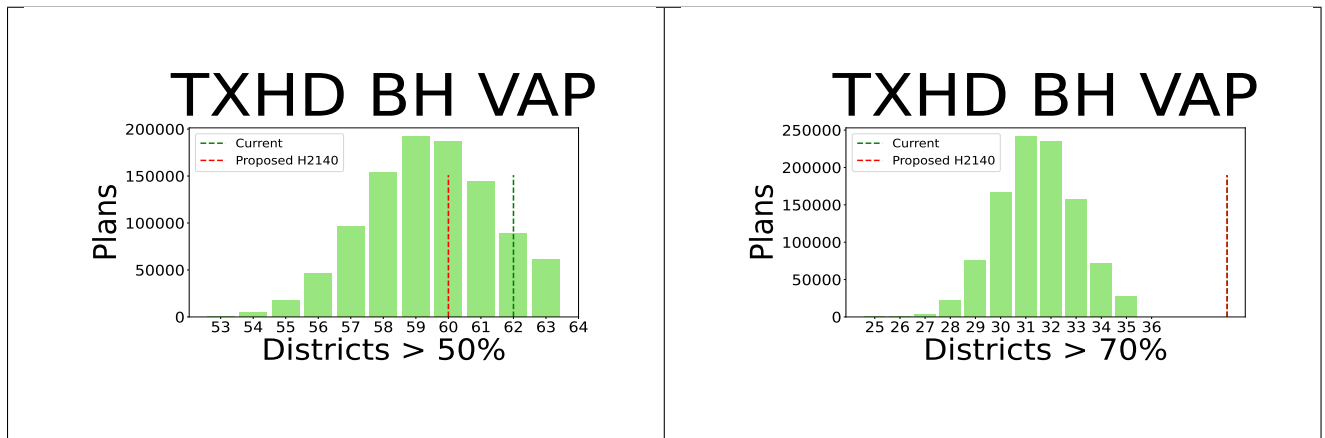 TXHD BH VAP
200000
150000
100000
50000
0
Plans
Current
Proposed H2140
53 54 55 56 57 58 59 60 61 62 63 64
Districts > 50%
TXHD BH VAP
250000
200000
150000
100000
50000
0
Plans
Current
Proposed H2140
25 26 27 28 29 30 31 32 33 34 35 36
Districts > 70%